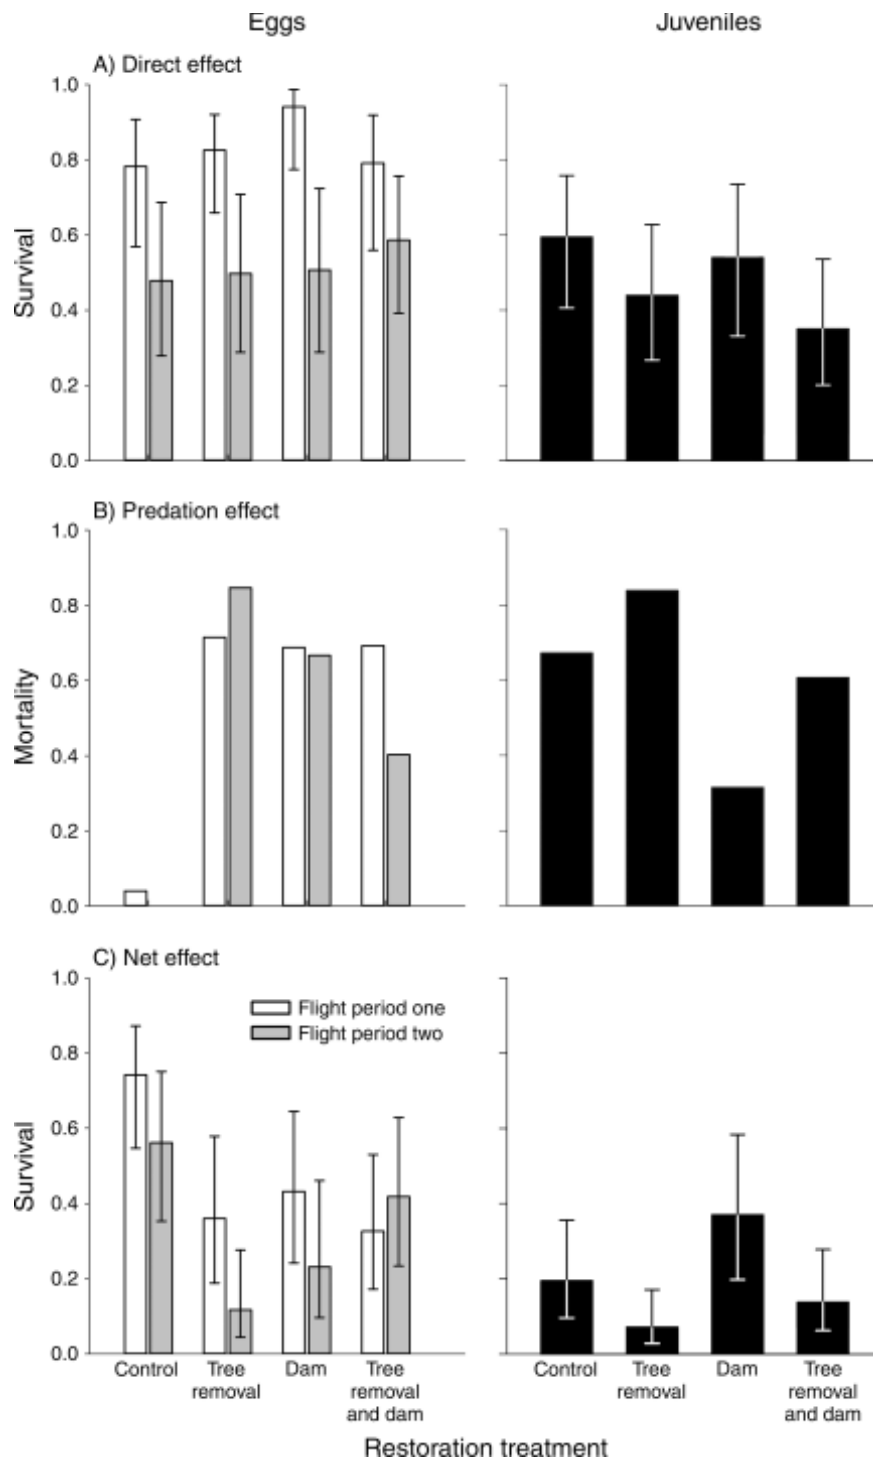 Eggs
Juveniles
A) Direct effect
1.0
0.8
0.6
0.4
0.2
0.0
Survival
B) Predation effect
1.0
0.8
0.6
0.4
0.2
0.0
Mortality
C) Net effect
1.0
0.8
0.6
0.4
0.2
0.0
Survival
Flight period one
Flight period two
Control
Tree
removal
Dam
Tree
removal
and dam
Control
Tree
removal
Dam
Tree
removal
and dam
Restoration treatment